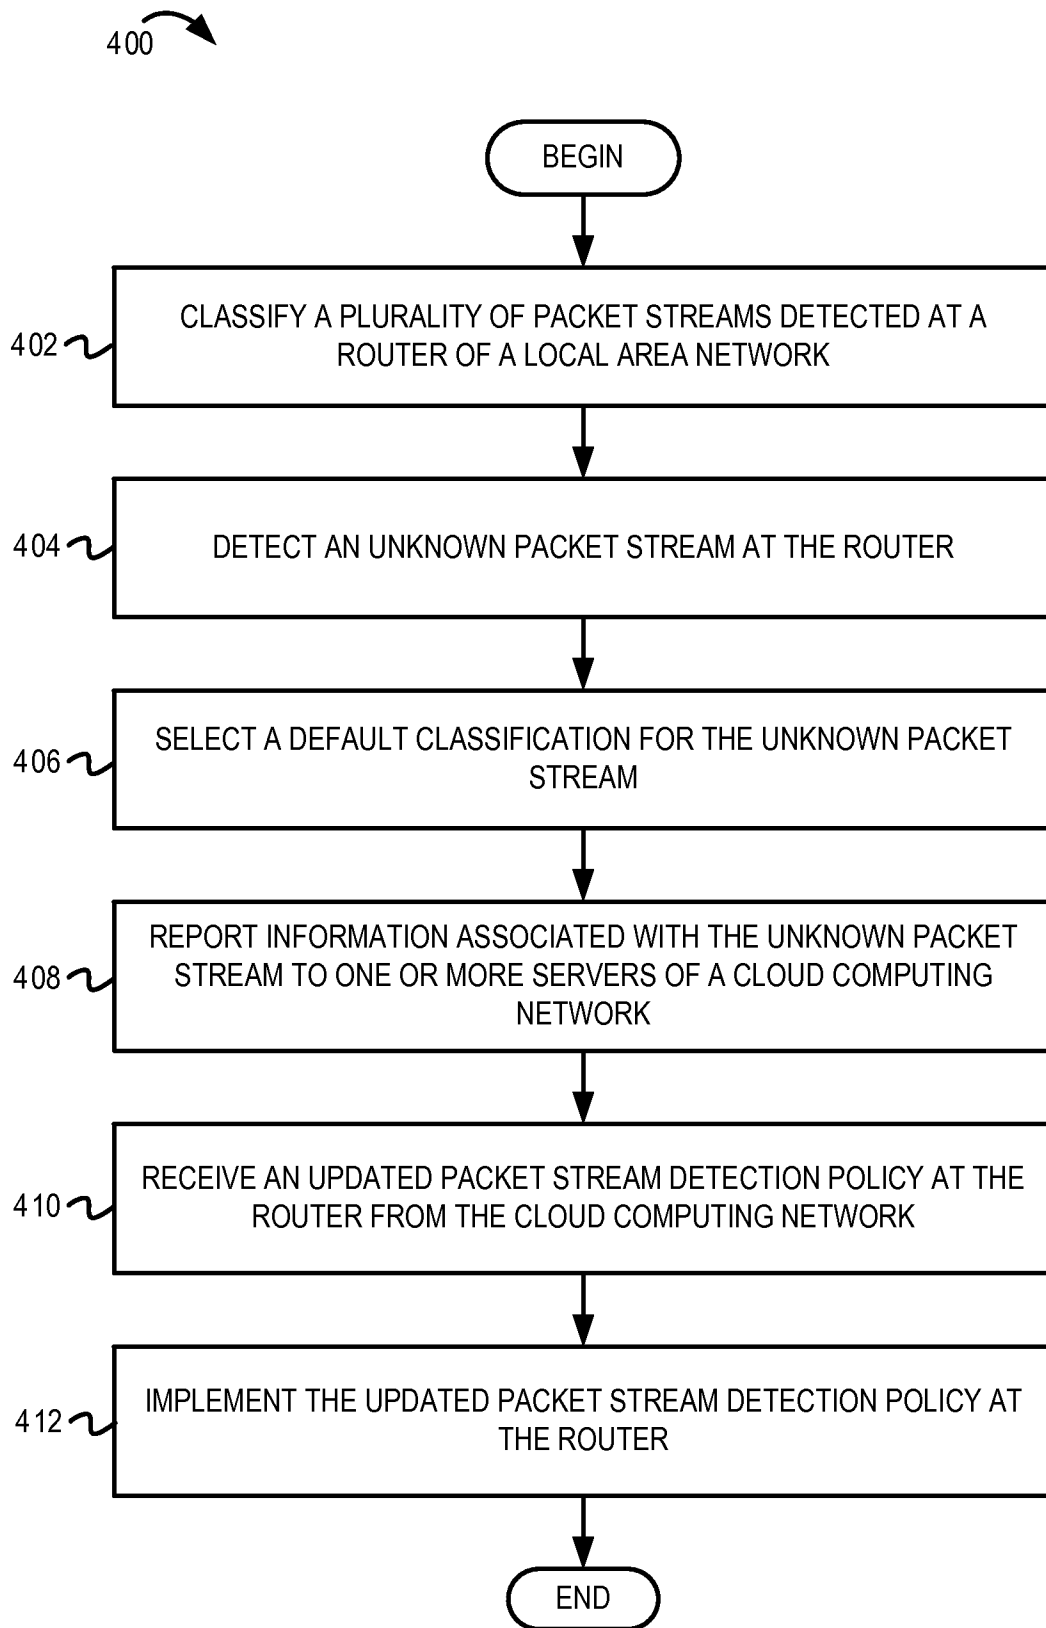 400
BEGIN
402
CLASSIFY A PLURALITY OF PACKET STREAMS DETECTED AT A
ROUTER OF A LOCAL AREA NETWORK
404
DETECT AN UNKNOWN PACKET STREAM AT THE ROUTER
406
SELECT A DEFAULT CLASSIFICATION FOR THE UNKNOWN PACKET
STREAM
408
REPORT INFORMATION ASSOCIATED WITH THE UNKNOWN PACKET
STREAM TO ONE OR MORE SERVERS OF A CLOUD COMPUTING
NETWORK
410
RECEIVE AN UPDATED PACKET STREAM DETECTION POLICY AT THE
ROUTER FROM THE CLOUD COMPUTING NETWORK
412
IMPLEMENT THE UPDATED PACKET STREAM DETECTION POLICY AT
THE ROUTER
END